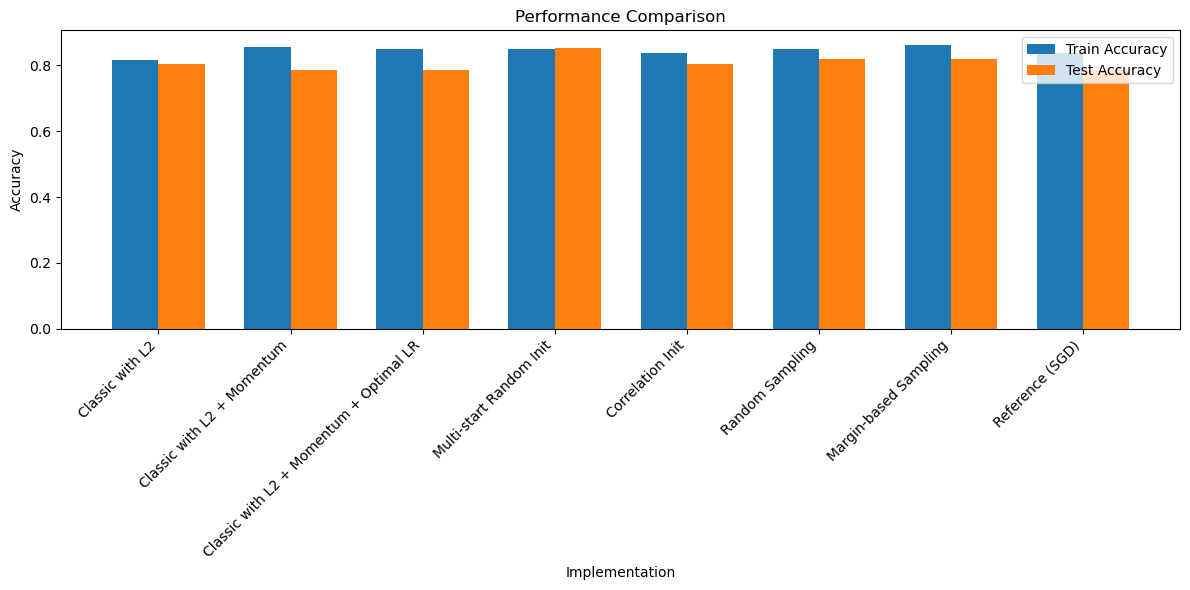 Performance Comparison
Train Accuracy
Test Accuracy
Accuracy
0.8
0.6
0.4
0.2
0.0
Classic with L2
Classic with L2 + Momentum
Classic with L2 + Momentum + Optimal LR
Multi-start Random Init
Correlation Init
Random Sampling
Margin-based Sampling
Reference (SGD)
Implementation